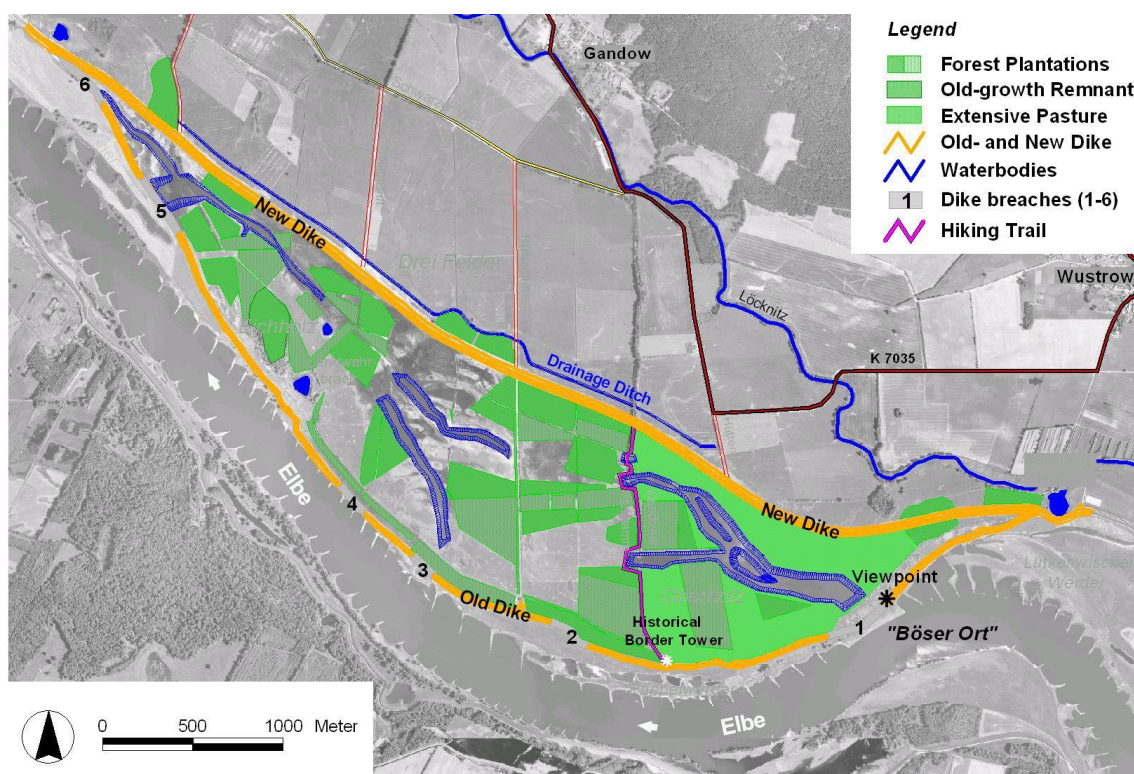 Legend
Forest Plantations
Old-growth Remnant
Extensive Pasture
Old- and New Dike
Waterbodies
1 Dike breaches (1-6)
Hiking Trail
Gandow
Wustrow
6
5
New Dike
Drei Felder
Löcknitz
K 7035
Drainage Ditch
Elbe
4
New Dike
3
Old Dike
2
Viewpoint
Historical
Border Tower
1
"Böser Ort"
Elbe
0 500 1000 Meter